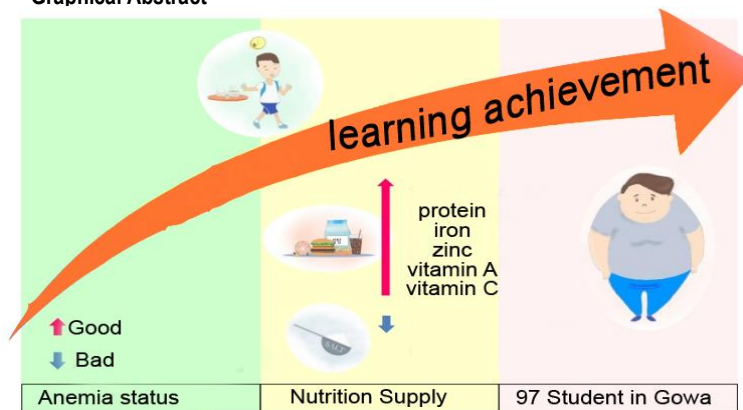 Graphical Abstract
learning achievement
protein
iron
zinc
vitamin A
vitamin C
SALT
Good
Bad
Anemia status
Nutrition Supply
97 Student in Gowa